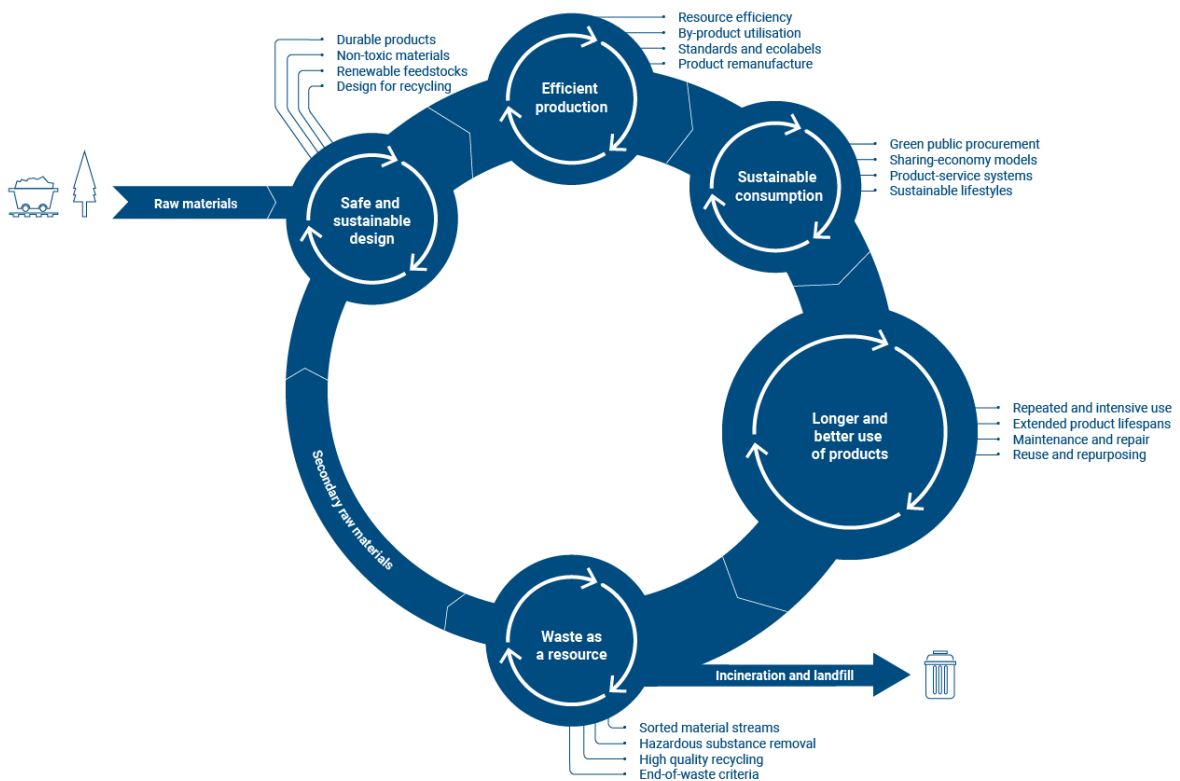 Durable products
Non-toxic materials
Renewable feedstocks
Design for recycling
Resource efficiency
By-product utilisation
Standards and ecolabels
Product remanufacture
Efficient
production
Green public procurement
Sharing-economy models
Product-service systems
Sustainable lifestyles
Sustainable
consumption
Raw materials
Safe and
sustainable
design
Longer and
better use
of products
Repeated and intensive use
Extended product lifespans
Maintenance and repair
Reuse and repurposing
Secondary raw materials
Waste as
a resource
Incineration and landfill
Sorted material streams
Hazardous substance removal
High quality recycling
End-of-waste criteria